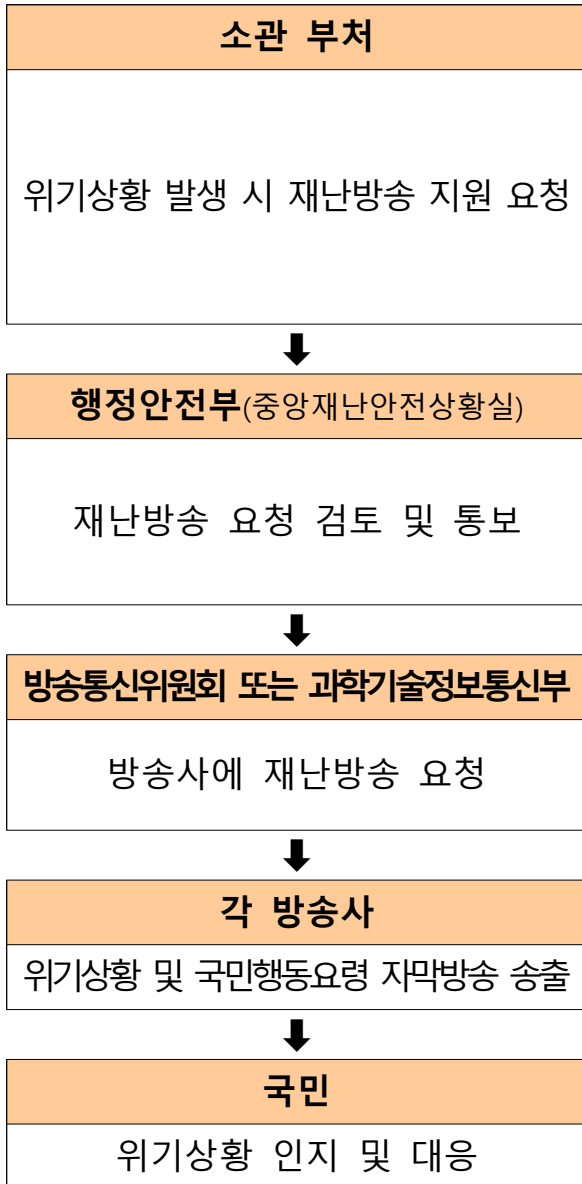 소관 부처
위기상황 발생 시 재난방송 지원 요청
행정안전부(중앙재난안전상황실)
재난방송 요청 검토 및 통보
방송통신위원회 또는 과학기술정보통신부
방송사에 재난방송 요청
각 방송사
위기상황 및 국민행동요령 자막방송 송출
국민
위기상황 인지 및 대응